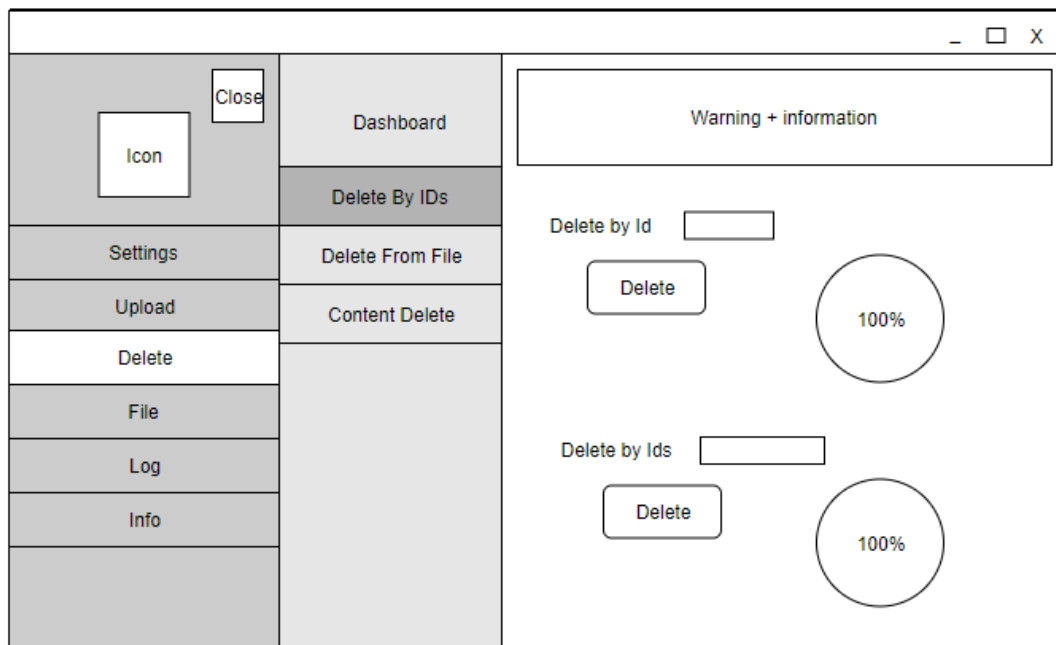 _ □ X
Close
Icon
Settings
Upload
Delete
File
Log
Info
Dashboard
Delete By IDs
Delete From File
Content Delete
Warning + information
Delete by Id
Delete
100%
Delete by Ids
Delete
100%